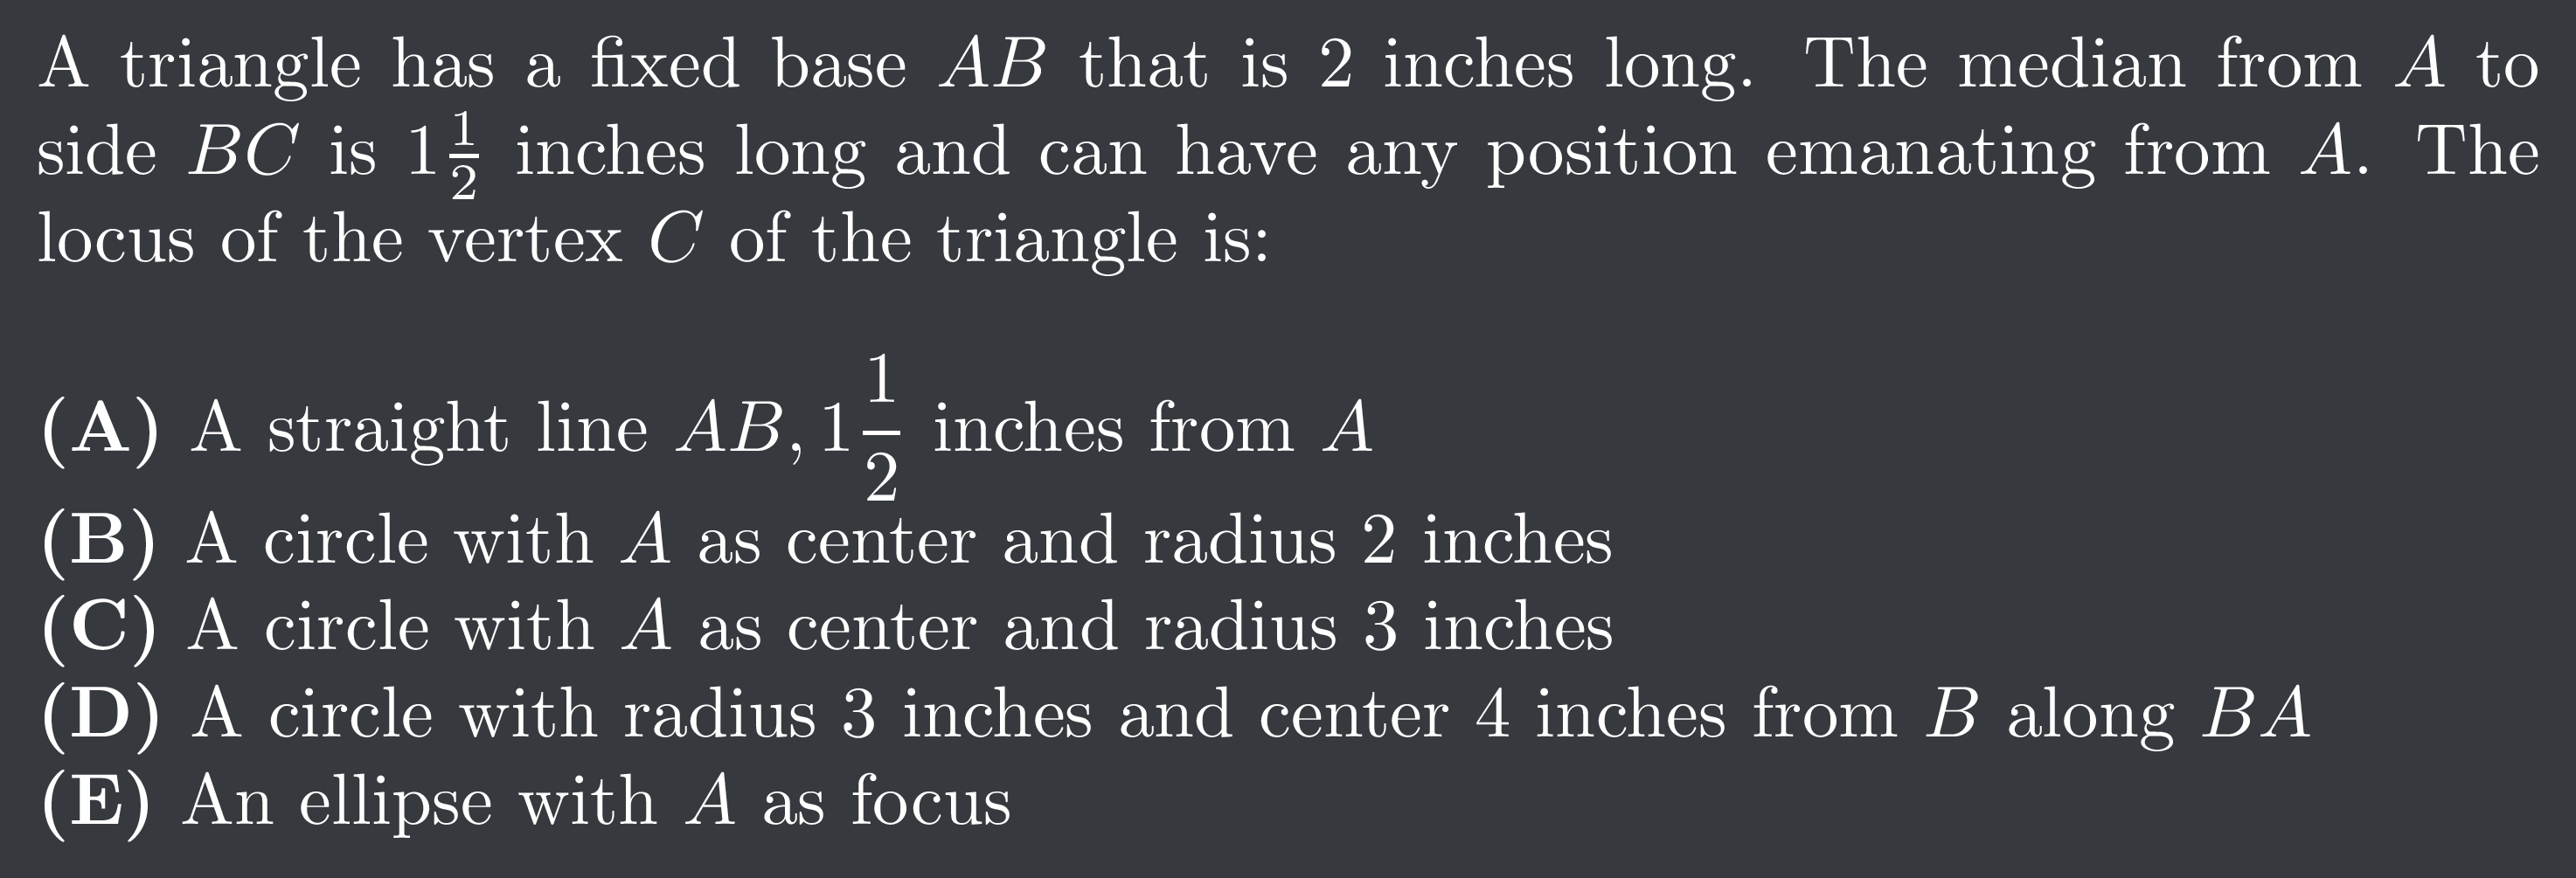 A triangle has a fixed base AB that is 2 inches long. The median from A to
side BC is 1 1/2 inches long and can have any position emanating from A. The
locus of the vertex C of the triangle is:
(A) A straight line AB, 1 1/2 inches from A
(B) A circle with A as center and radius 2 inches
(C) A circle with A as center and radius 3 inches
(D) A circle with radius 3 inches and center 4 inches from B along BA
(E) An ellipse with A as focus